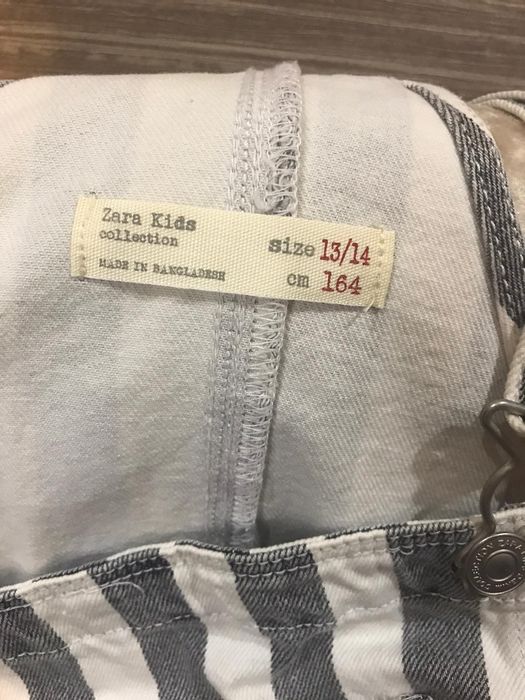 Zara Kids
collection
MADE IN BANGLADESH
size 13/14
cm 164